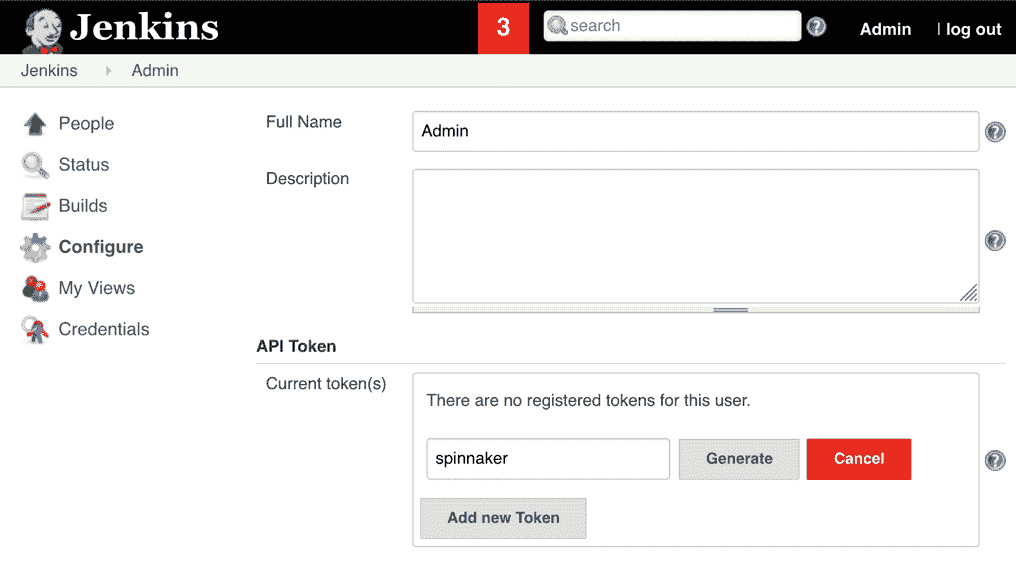 Jenkins 3 search ? Admin | log out
Jenkins Admin
People
Status
Builds
Configure
My Views
Credentials
Full Name Admin ?
Description ?
API Token
Current token(s) There are no registered tokens for this user.
spinnaker Generate Cancel ?
Add new Token